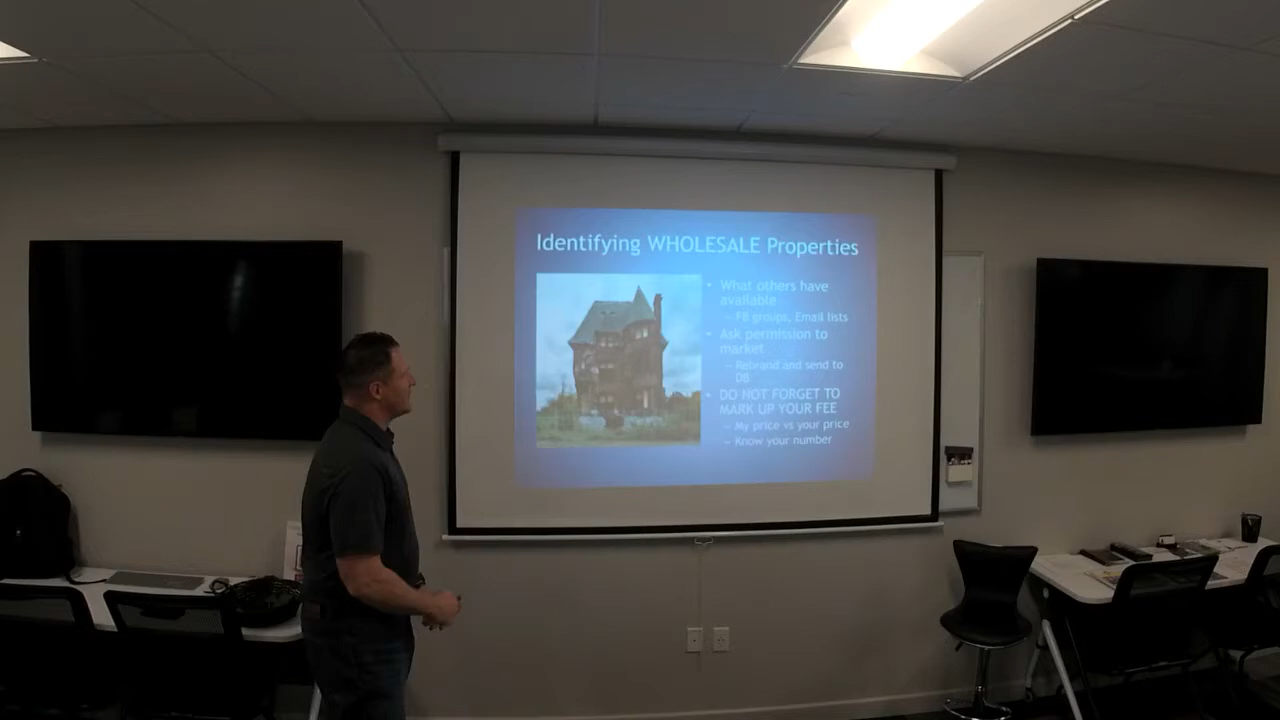 Identifying WHOLESALE Properties
• What others have
available
– FB groups, Email lists
• Ask permission to
market
– Rebrand and send to
DB
• DO NOT FORGET TO
MARK UP YOUR FEE
– My price vs your price
– Know your number